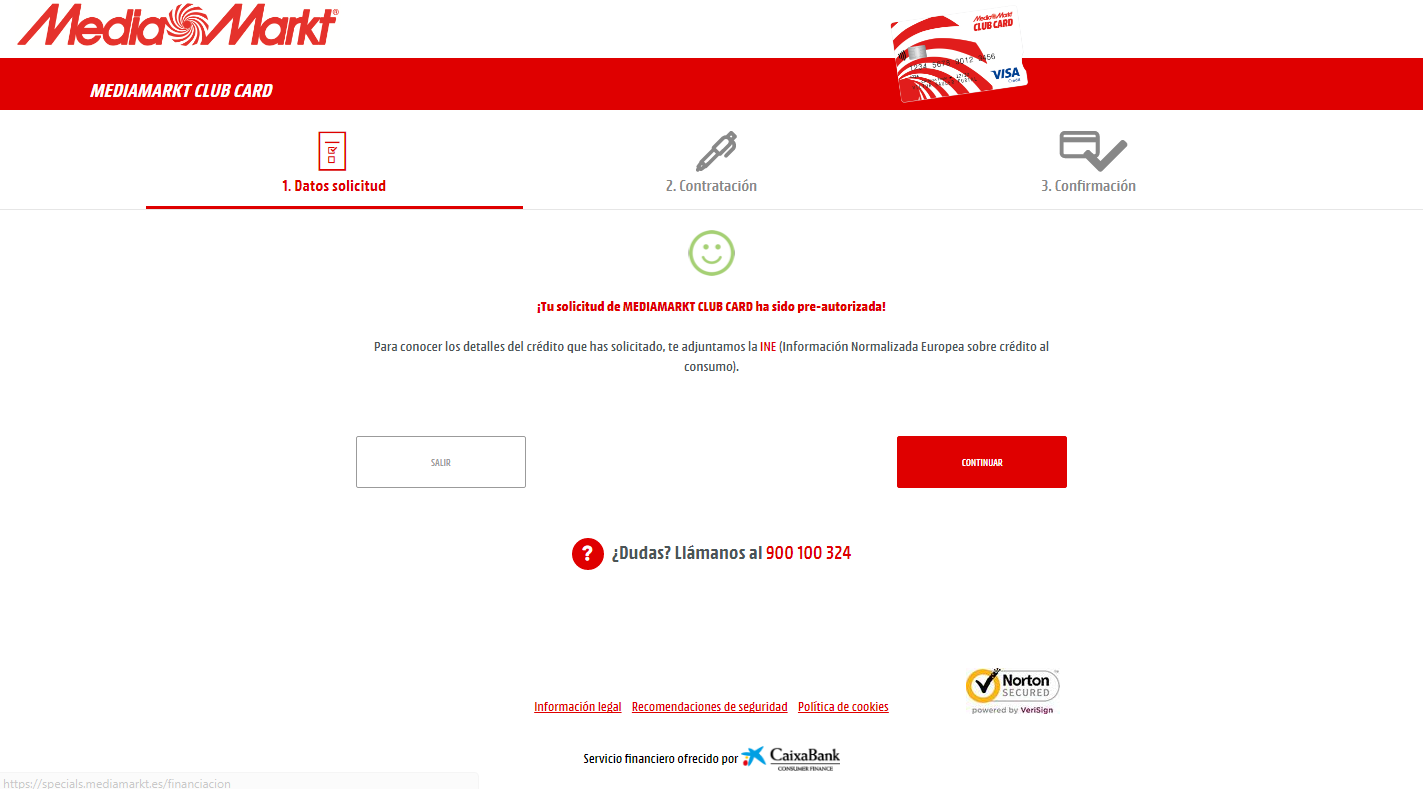 MediaMarkt®
MediaMarkt
CLUB CARD
VISA
MEDIAMARKT CLUB CARD
1. Datos solicitud
2. Contratación
3. Confirmación
¡Tu solicitud de MEDIAMARKT CLUB CARD ha sido pre-autorizada!
Para conocer los detalles del crédito que has solicitado, te adjuntamos la INE (Información Normalizada Europea sobre crédito al
consumo).
SALIR
CONTINUAR
? ¿Dudas? Llámanos al 900 100 324
Norton
SECURED
powered by VeriSign
Información legal Recomendaciones de seguridad Política de cookies
Servicio financiero ofrecido por CaixaBank
CONSUMER FINANCE
https://specials.mediamarkt.es/financiacion